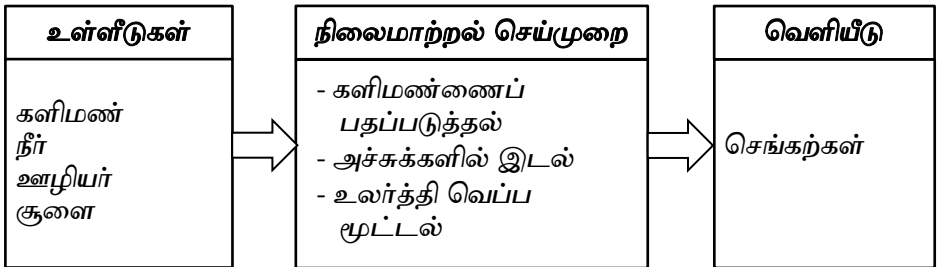 உள்ளீடுகள்
களிமண்
நீர்
ஊழியர்
சூளை
நிலைமாற்றல் செய்முறை
- களிமண்ணைப்
பதப்படுத்தல்
- அச்சுக்களில் இடல்
- உலர்த்தி வெப்ப
மூட்டல்
வெளியீடு
செங்கற்கள்